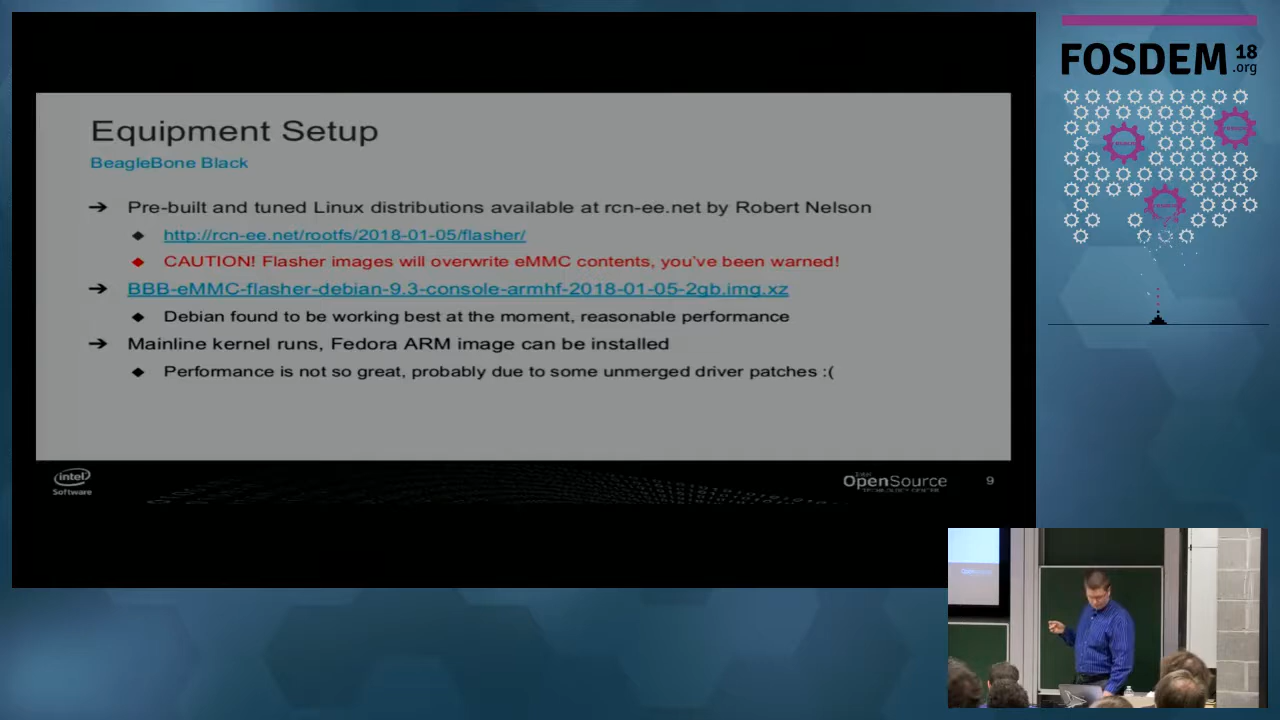 Equipment Setup
BeagleBone Black
➔ Pre-built and tuned Linux distributions available at rcn-ee.net by Robert Nelson
◆ http://rcn-ee.net/rootfs/2018-01-05/flasher/
◆ CAUTION! Flasher images will overwrite eMMC contents, you've been warned!
➔ BBB-eMMC-flasher-debian-9.3-console-armhf-2018-01-05-2gb.img.xz
◆ Debian found to be working best at the moment, reasonable performance
➔ Mainline kernel runs, Fedora ARM image can be installed
◆ Performance is not so great, probably due to some unmerged driver patches :(
intel
Software
Intel
OpenSource
TECHNOLOGY CENTER
9
FOSDEM 18
.org